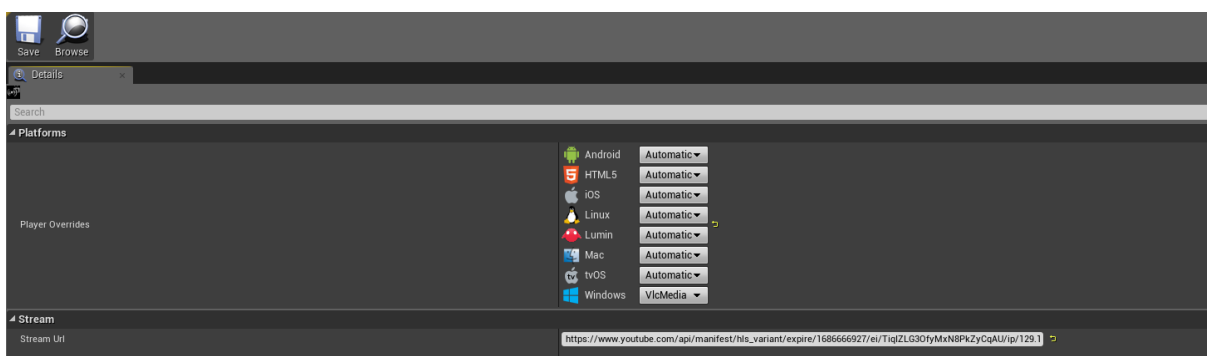 Save Browse
Details
Search
Platforms
Player Overrides
Android Automatic
HTML5 Automatic
iOS Automatic
Linux Automatic
Lumin Automatic
Mac Automatic
tvOS Automatic
Windows VlcMedia
Stream
Stream Url https://www.youtube.com/api/manifest/hls_variant/expire/1686666927/ei/TiqIZLG3OfyMxN8PkZyCqAU/ip/129.1